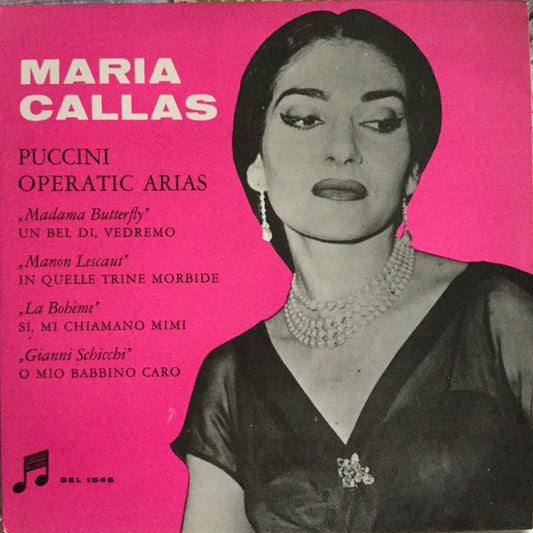 MARIA
CALLAS
PUCCINI
OPERATIC ARIAS
„Madama Butterfly”
UN BEL DI, VEDREMO
„Manon Lescaut”
IN QUELLE TRINE MORBIDE
„La Bohème”
SI, MI CHIAMANO MIMI
„Gianni Schicchi”
O MIO BABBINO CARO
SEL 1546